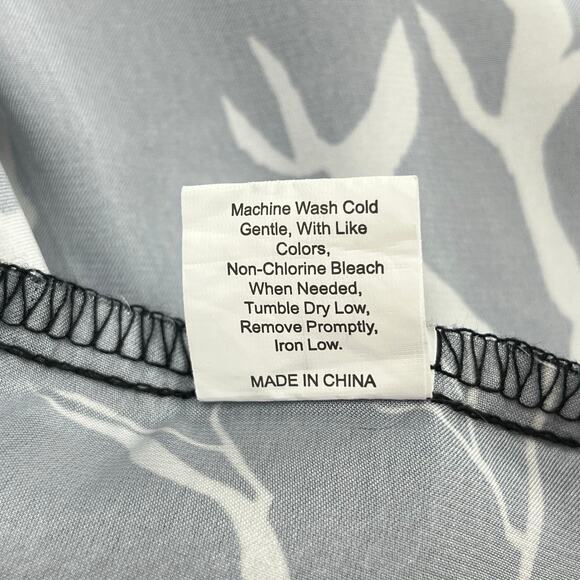 Machine Wash Cold
Gentle, With Like
Colors,
Non-Chlorine Bleach
When Needed,
Tumble Dry Low,
Remove Promptly,
Iron Low.
MADE IN CHINA